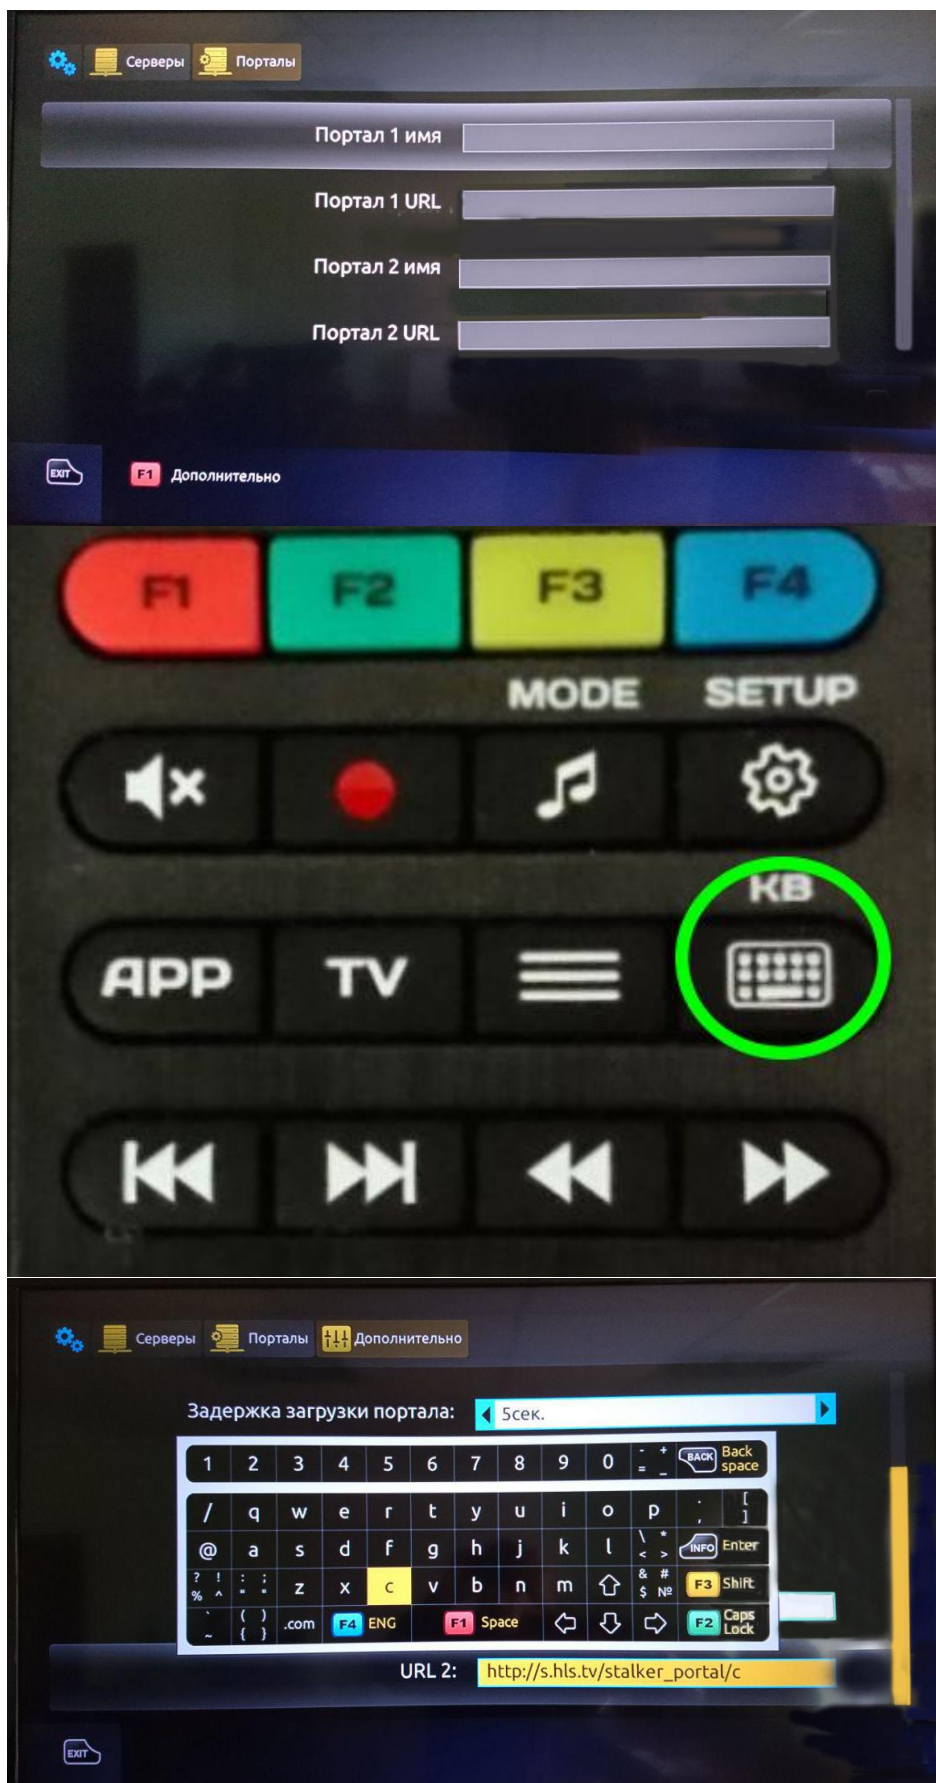 Серверы Порталы
Портал 1 имя
Портал 1 URL
Портал 2 имя
Портал 2 URL
EXIT F1 Дополнительно
F1 F2 F3 F4
MODE SETUP
KB
APP TV
Серверы Порталы Дополнительно
Задержка загрузки портала: 5сек.
1 2 3 4 5 6 7 8 9 0 - + = _ BACK Back space
/ q w e r t y u i o p . , [ ]
@ a s d f g h j k l \ * < > INFO Enter
? ! % ^ : ; " " z x c v b n m & # $ № F3 Shift
` ~ ( ) { } .com F4 ENG F1 Space F2 Caps Lock
URL 2: http://s.hls.tv/stalker_portal/c
EXIT